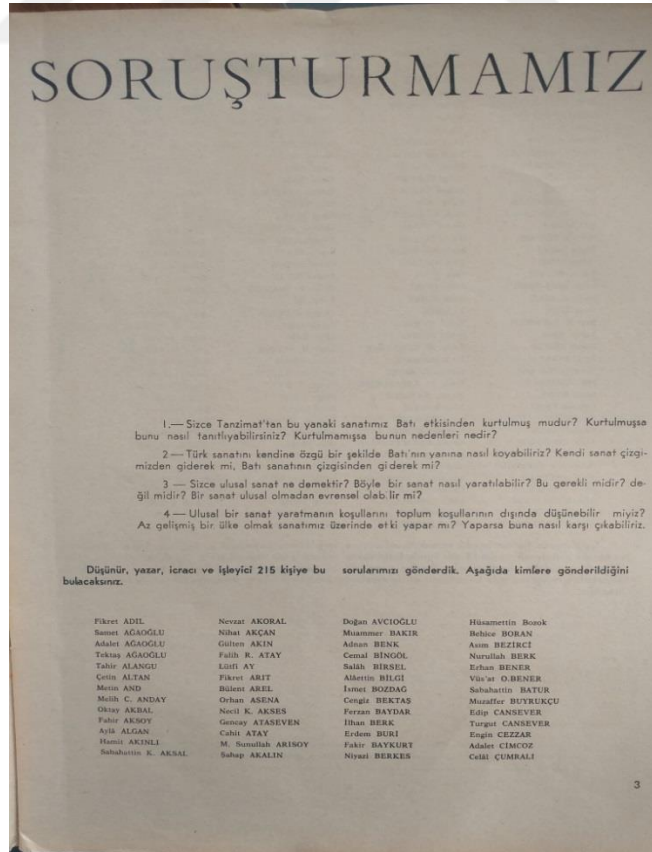 SORUŞTURMAMIZ
1.— Sizce Tanzimat'tan bu yanaki sanatımız Batı etkisinden kurtulmuş mudur? Kurtulmuşsa
bunu nasıl tanıtlıyabilirsiniz? Kurtulmamışsa bunun nedenleri nedir?
2 — Türk sanatını kendine özgü bir şekilde Batı'nın yanına nasıl koyabiliriz? Kendi sanat çizgi-
mizden giderek mi, Batı sanatının çizgisinden giderek mi?
3 — Sizce ulusal sanat ne demektir? Böyle bir sanat nasıl yaratılabilir? Bu gerekli midir? de-
ğil midir? Bir sanat ulusal olmadan evrensel olab.lir mi?
4 — Ulusal bir sanat yaratmanın koşullarını toplum koşullarının dışında düşünebilir miyiz?
Az gelişmiş bir ülke olmak sanatımız üzerinde etki yapar mı? Yaparsa buna nasıl karşı çıkabiliriz.
Düşünür, yazar, icracı ve işleyici 215 kişiye bu sorularımızı gönderdik. Aşağıda kimlere gönderildiğini
bulacaksınız.
Fikret ADİL
Samet AĞAOĞLU
Adalet AĞAOĞLU
Tektaş AĞAOĞLU
Tahir ALANGU
Çetin ALTAN
Metin AND
Melih C. ANDAY
Oktay AKBAL
Fahir AKSOY
Aylâ ALGAN
Hamit AKINLI
Sabahattin K. AKSAL
Nevzat AKORAL
Nihat AKÇAN
Gülten AKIN
Falih R. ATAY
Lütfi AY
Fikret ARIT
Bülent AREL
Orhan ASENA
Necil K. AKSES
Gencay ATASEVEN
Cahit ATAY
M. Sunullah ARISOY
Sahap AKALIN
Doğan AVCIOĞLU
Muammer BAKIR
Adnan BENK
Cemal BİNGÖL
Salâh BİRSEL
Alâettin BİLGİ
İsmet BOZDAĞ
Cengiz BEKTAŞ
Ferzan BAYDAR
İlhan BERK
Erdem BURİ
Fakir BAYKURT
Niyazi BERKES
Hüsamettin Bozok
Behice BORAN
Asım BEZİRCİ
Nurullah BERK
Erhan BENER
Vüs'at O.BENER
Sabahattin BATUR
Muzaffer BUYRUKÇU
Edip CANSEVER
Turgut CANSEVER
Engin CEZZAR
Adalet CİMCOZ
Celâl ÇUMRALI
3